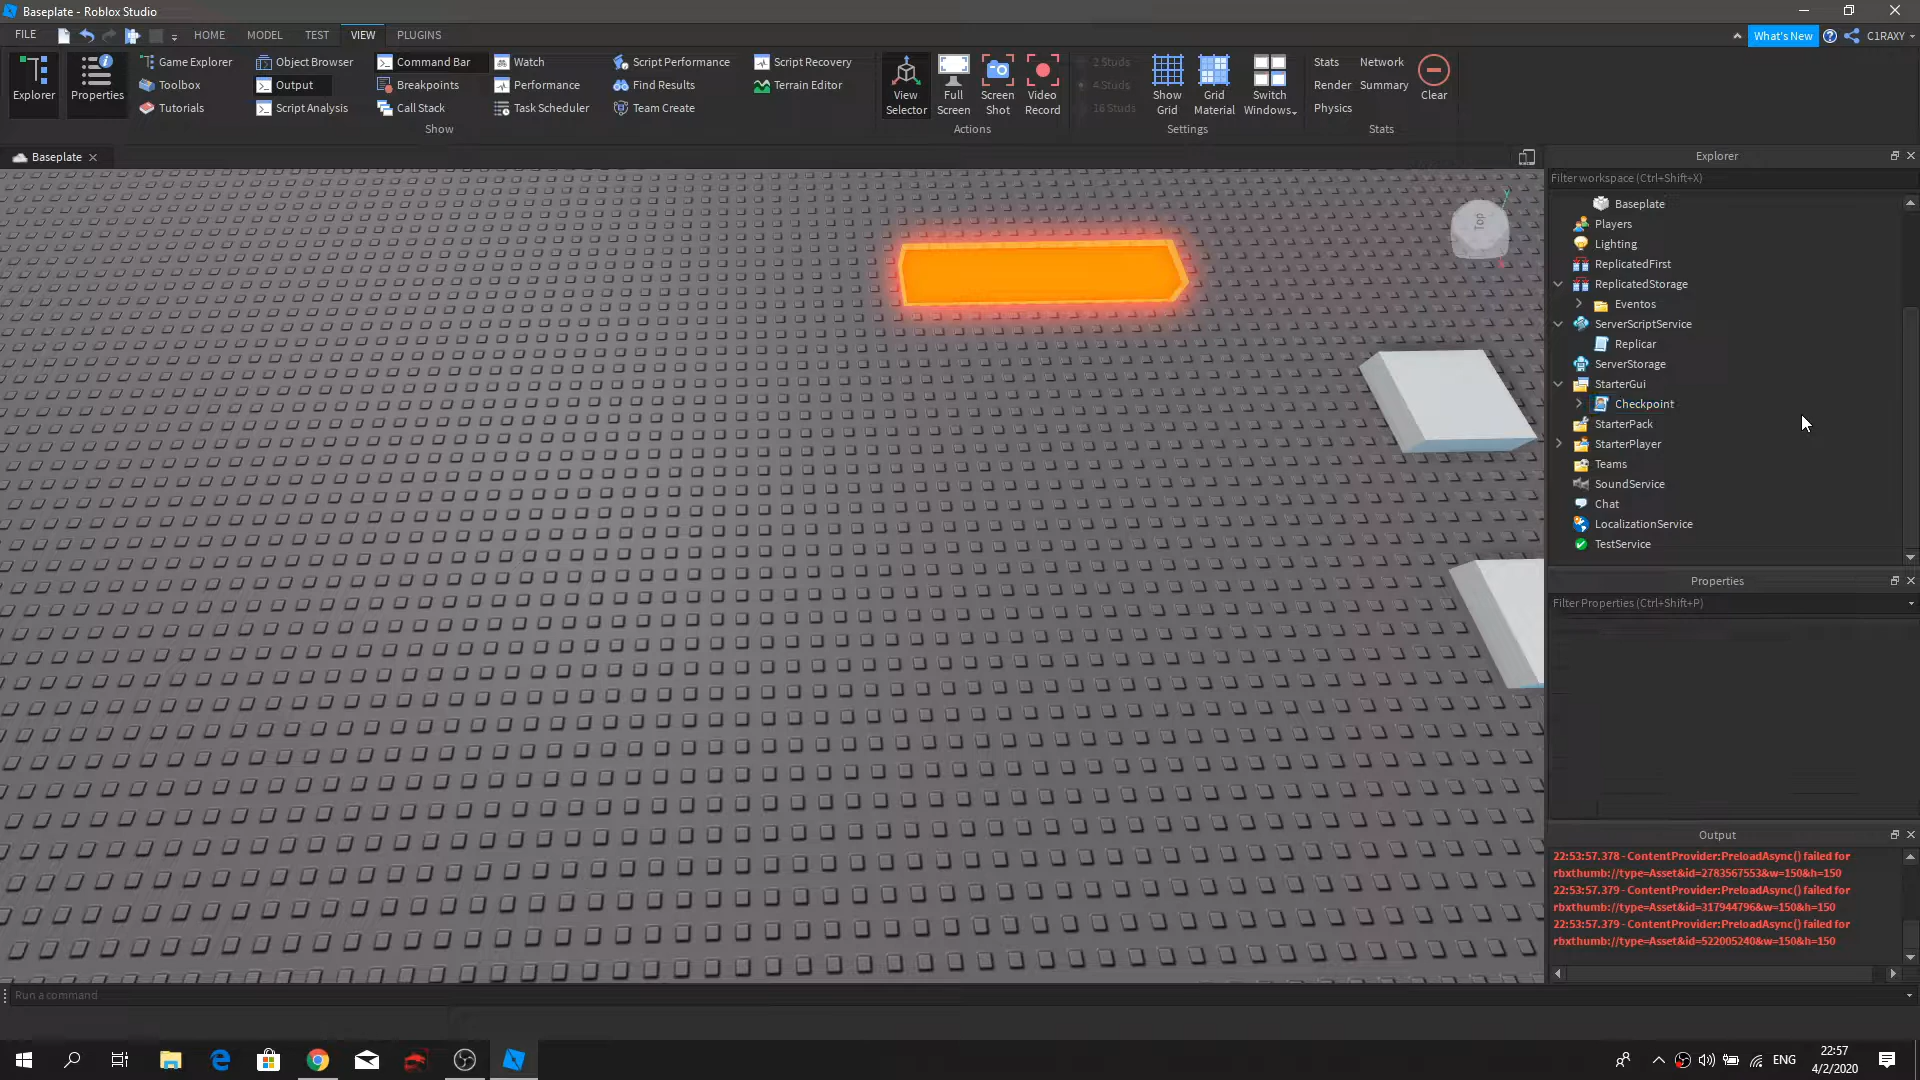 Baseplate - Roblox Studio
FILE
HOME
MODEL
TEST
VIEW
PLUGINS
What's New
C1RAXY
Explorer
Properties
Game Explorer
Toolbox
Tutorials
Object Browser
Output
Script Analysis
Command Bar
Breakpoints
Call Stack
Watch
Performance
Task Scheduler
Script Performance
Find Results
Team Create
Script Recovery
Terrain Editor
Show
View Selector
Full Screen
Screen Shot
Video Record
Actions
2 Studs
4 Studs
16 Studs
Show Grid
Grid Material
Switch Windows
Settings
Stats
Render
Physics
Network
Summary
Clear
Stats
Baseplate
Top
Explorer
Filter workspace (Ctrl+Shift+X)
Baseplate
Players
Lighting
ReplicatedFirst
ReplicatedStorage
Eventos
ServerScriptService
Replicar
ServerStorage
StarterGui
Checkpoint
StarterPack
StarterPlayer
Teams
SoundService
Chat
LocalizationService
TestService
Properties
Filter Properties (Ctrl+Shift+P)
Output
22:53:57.378 - ContentProvider:PreloadAsync() failed for
rbxthumb://type=Asset&id=2783567553&w=150&h=150
22:53:57.379 - ContentProvider:PreloadAsync() failed for
rbxthumb://type=Asset&id=317944796&w=150&h=150
22:53:57.379 - ContentProvider:PreloadAsync() failed for
rbxthumb://type=Asset&id=522005240&w=150&h=150
Run a command
ENG
22:57
4/2/2020